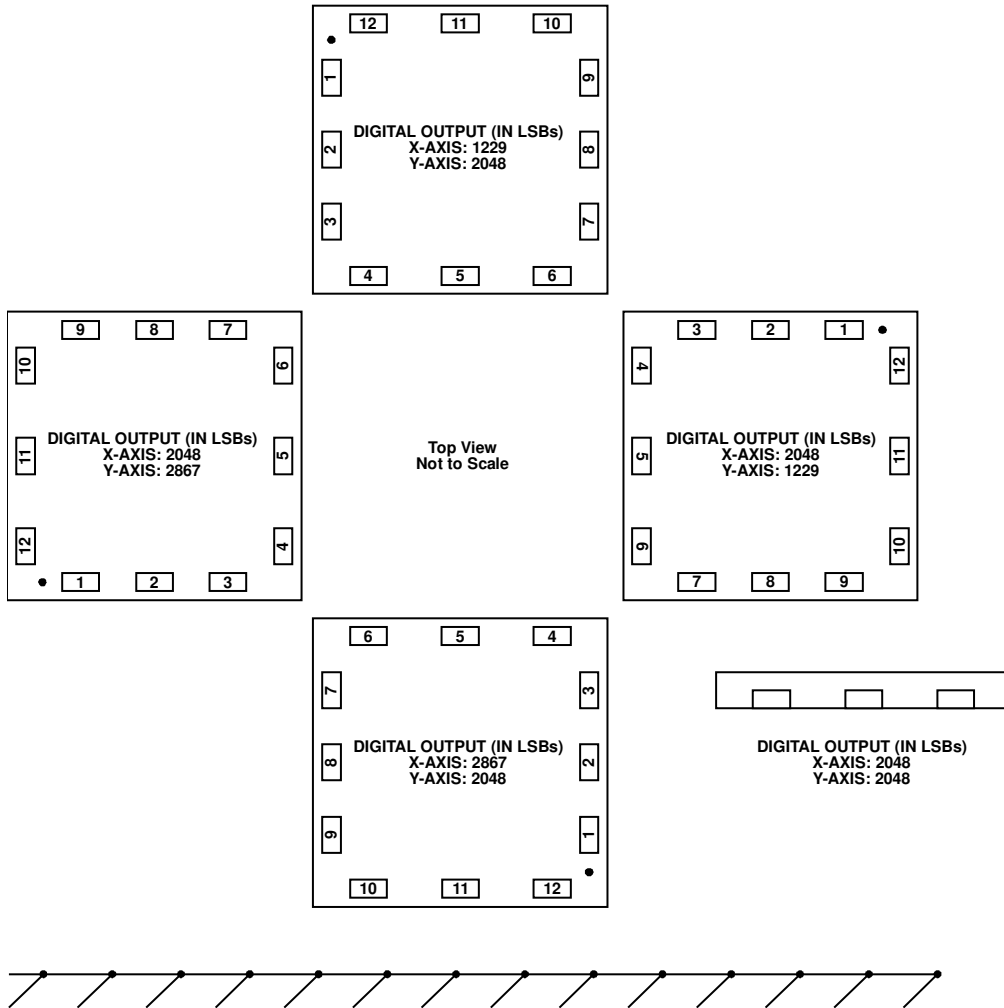 12 11 10
1 9
2 8
3 7
DIGITAL OUTPUT (IN LSBs)
X-AXIS: 1229
Y-AXIS: 2048
4 5 6
9 8 7
10 6
11 5
12 4
DIGITAL OUTPUT (IN LSBs)
X-AXIS: 2048
Y-AXIS: 2867
1 2 3
Top View
Not to Scale
3 2 1
4 12
5 11
6 10
DIGITAL OUTPUT (IN LSBs)
X-AXIS: 2048
Y-AXIS: 1229
7 8 9
6 5 4
7 3
8 2
9 1
DIGITAL OUTPUT (IN LSBs)
X-AXIS: 2867
Y-AXIS: 2048
10 11 12
DIGITAL OUTPUT (IN LSBs)
X-AXIS: 2048
Y-AXIS: 2048